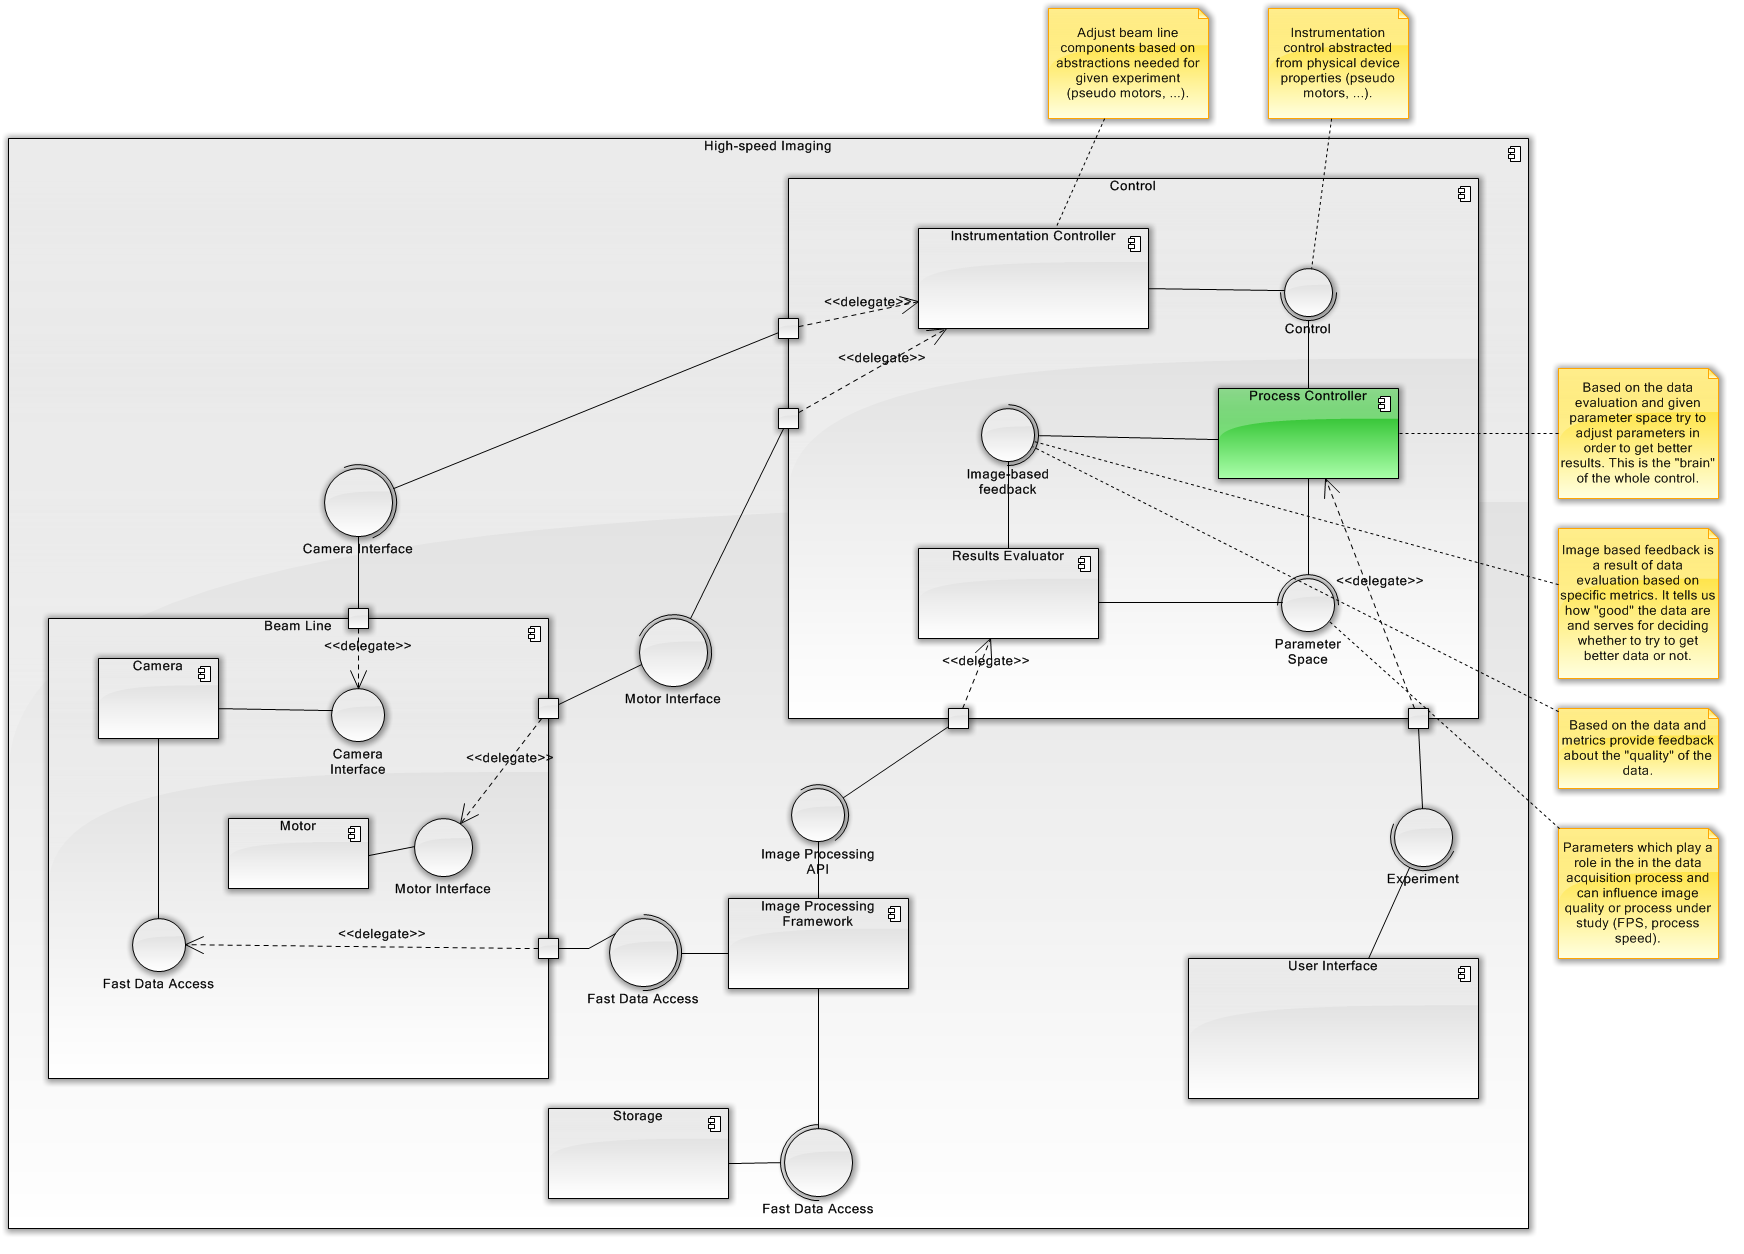 Adjust beam line
components based on
abstractions needed for
given experiment
(pseudo motors, ...).
Instrumentation
control abstracted
from physical device
properties (pseudo
motors, ...).
High-speed Imaging
Control
Instrumentation Controller
<<delegate>>
Control
<<delegate>>
Process Controller
Based on the data
evaluation and given
parameter space try to
adjust parameters in
order to get better
results. This is the "brain"
of the whole control.
Image-based
feedback
Camera Interface
Results Evaluator
<<delegate>>
Image based feedback is
a result of data
evaluation based on
specific metrics. It tells us
how "good" the data are
and serves for deciding
whether to try to get
better data or not.
Beam Line
<<delegate>>
Parameter
Space
<<delegate>>
Camera
Motor Interface
Camera
Interface
<<delegate>>
Based on the data and
metrics provide feedback
about the "quality" of the
data.
Motor
Motor Interface
Image Processing
API
Experiment
Parameters which play a
role in the in the data
acquisition process and
can influence image
quality or process under
study (FPS, process
speed).
Image Processing
Framework
<<delegate>>
Fast Data Access
Fast Data Access
User Interface
Storage
Fast Data Access